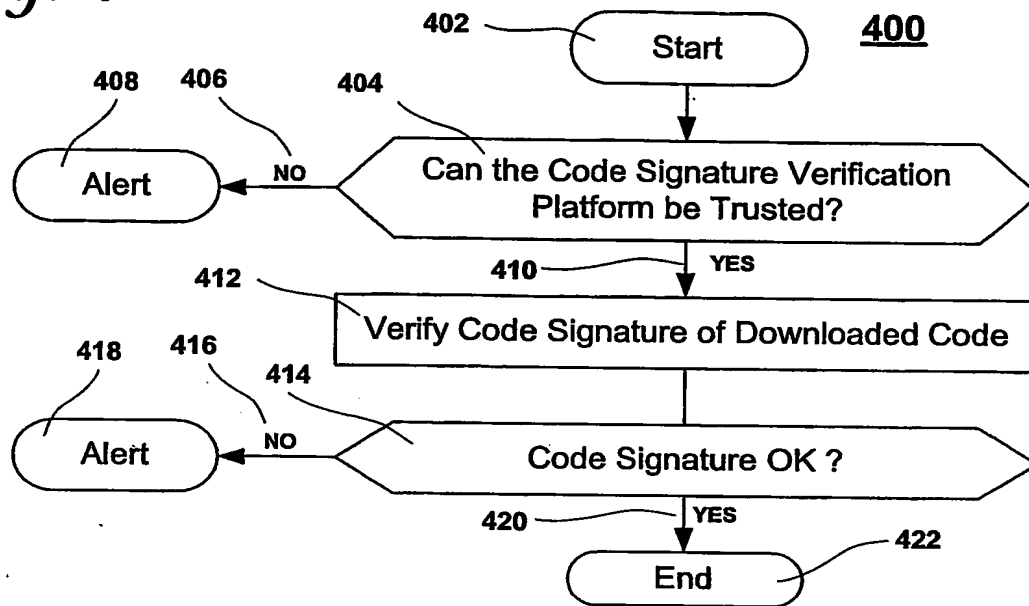 402
Start
400
408
406
404
NO
Alert
Can the Code Signature Verification
Platform be Trusted?
410
YES
412
Verify Code Signature of Downloaded Code
418
416
414
NO
Alert
Code Signature OK ?
420
YES
End
422